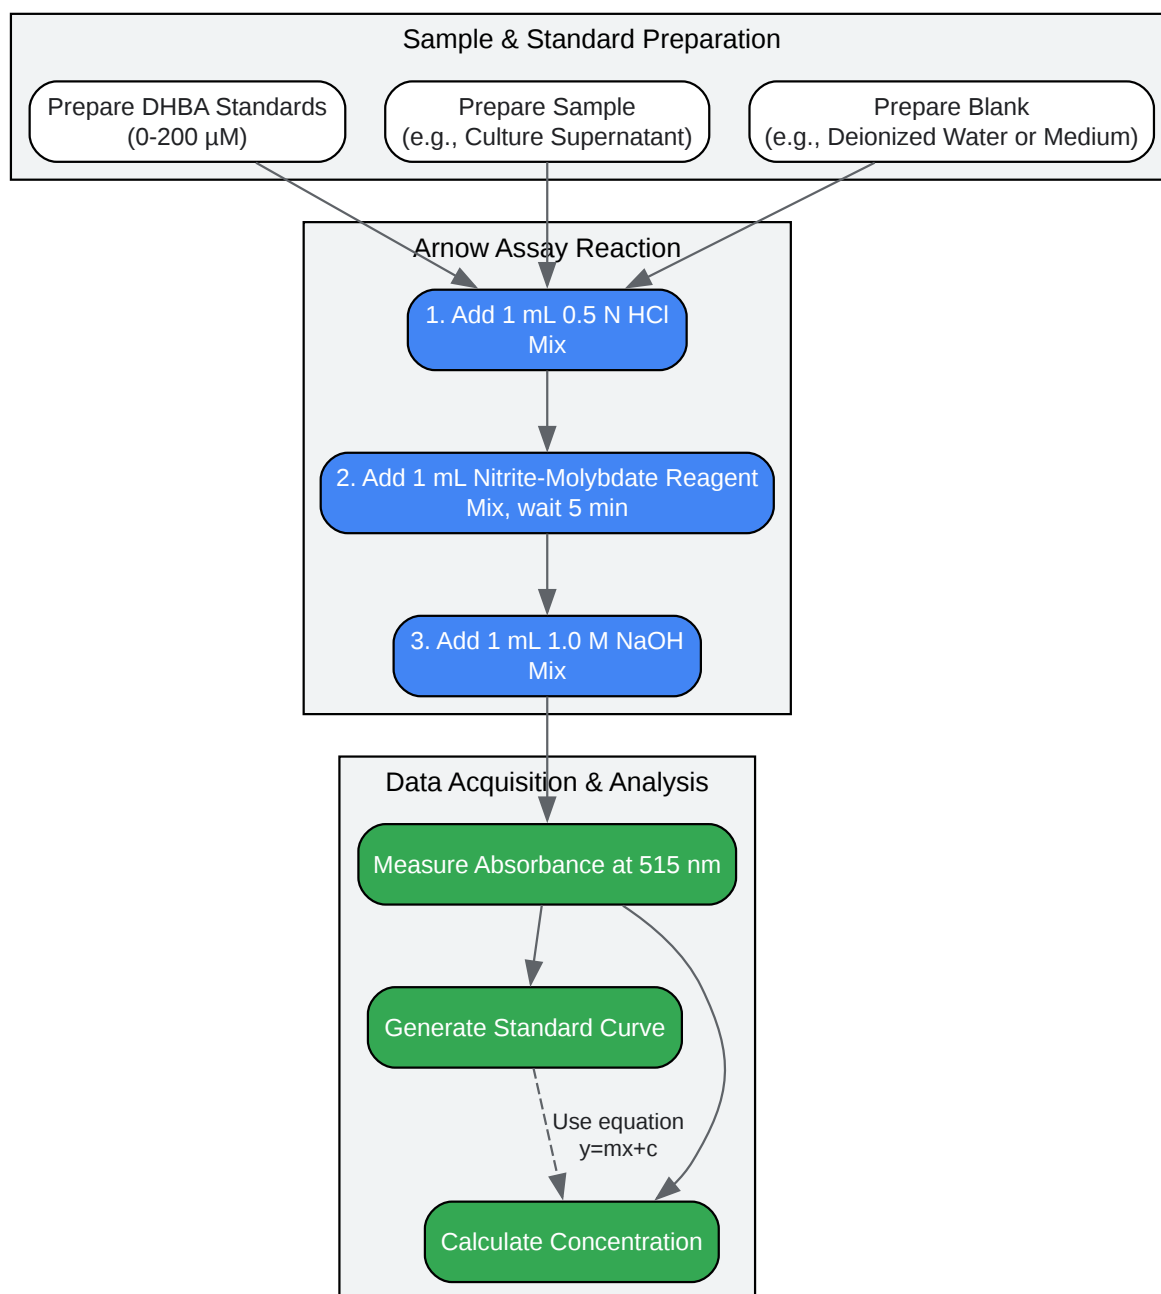 Sample & Standard Preparation
Prepare DHBA Standards
(0-200 µM)
Prepare Sample
(e.g., Culture Supernatant)
Prepare Blank
(e.g., Deionized Water or Medium)
Arnow Assay Reaction
1. Add 1 mL 0.5 N HCl
Mix
2. Add 1 mL Nitrite-Molybdate Reagent
Mix, wait 5 min
3. Add 1 mL 1.0 M NaOH
Mix
Data Acquisition & Analysis
Measure Absorbance at 515 nm
Generate Standard Curve
Use equation
y=mx+c
Calculate Concentration